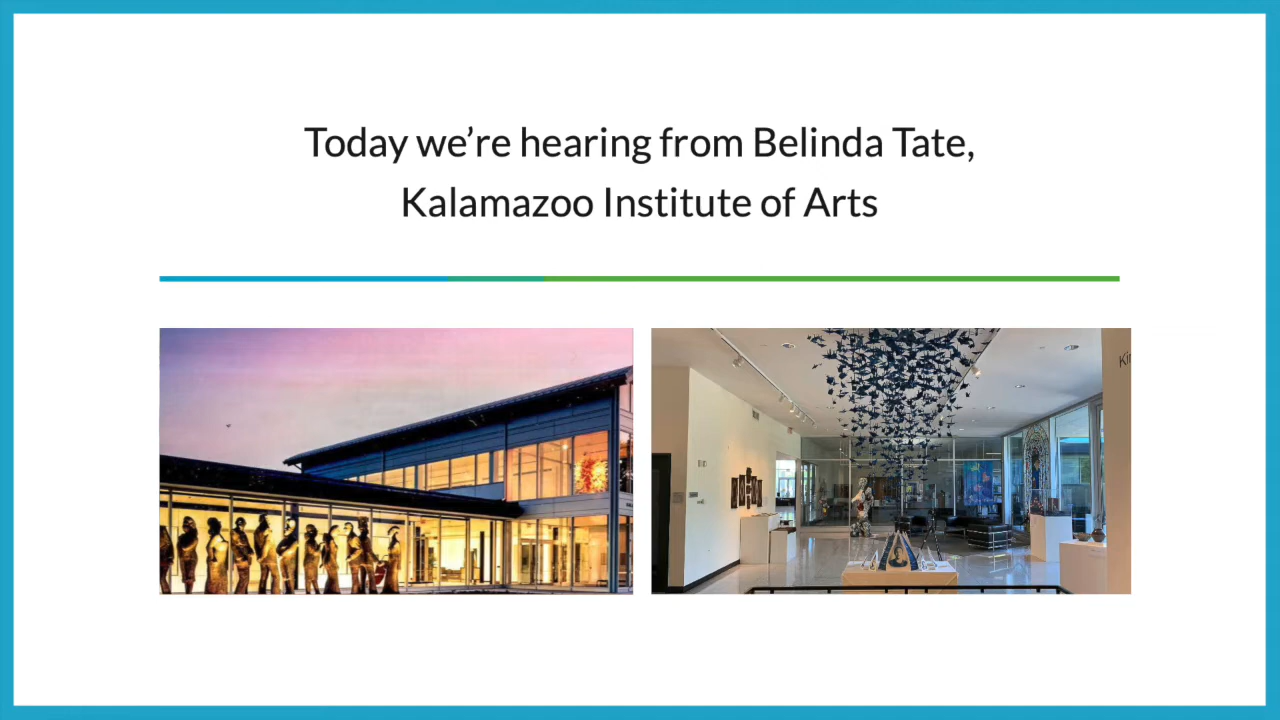 Today we’re hearing from Belinda Tate,
Kalamazoo Institute of Arts